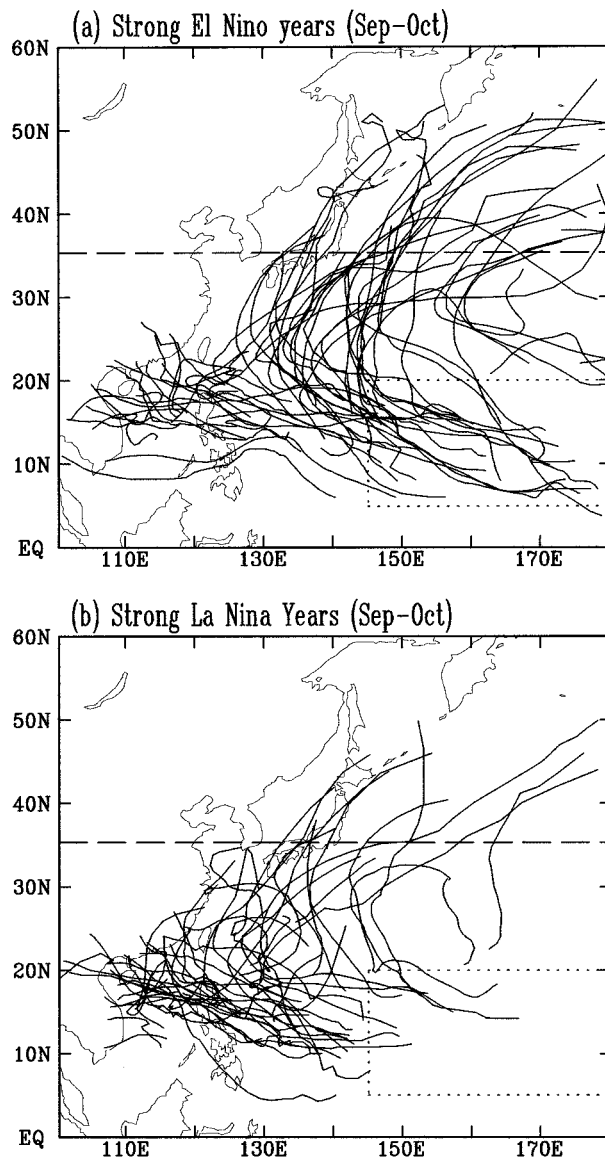 (a) Strong El Nino years (Sep-Oct)
60N
50N
40N
30N
20N
10N
EQ
110E 130E 150E 170E
(b) Strong La Nina Years (Sep-Oct)
60N
50N
40N
30N
20N
10N
EQ
110E 130E 150E 170E